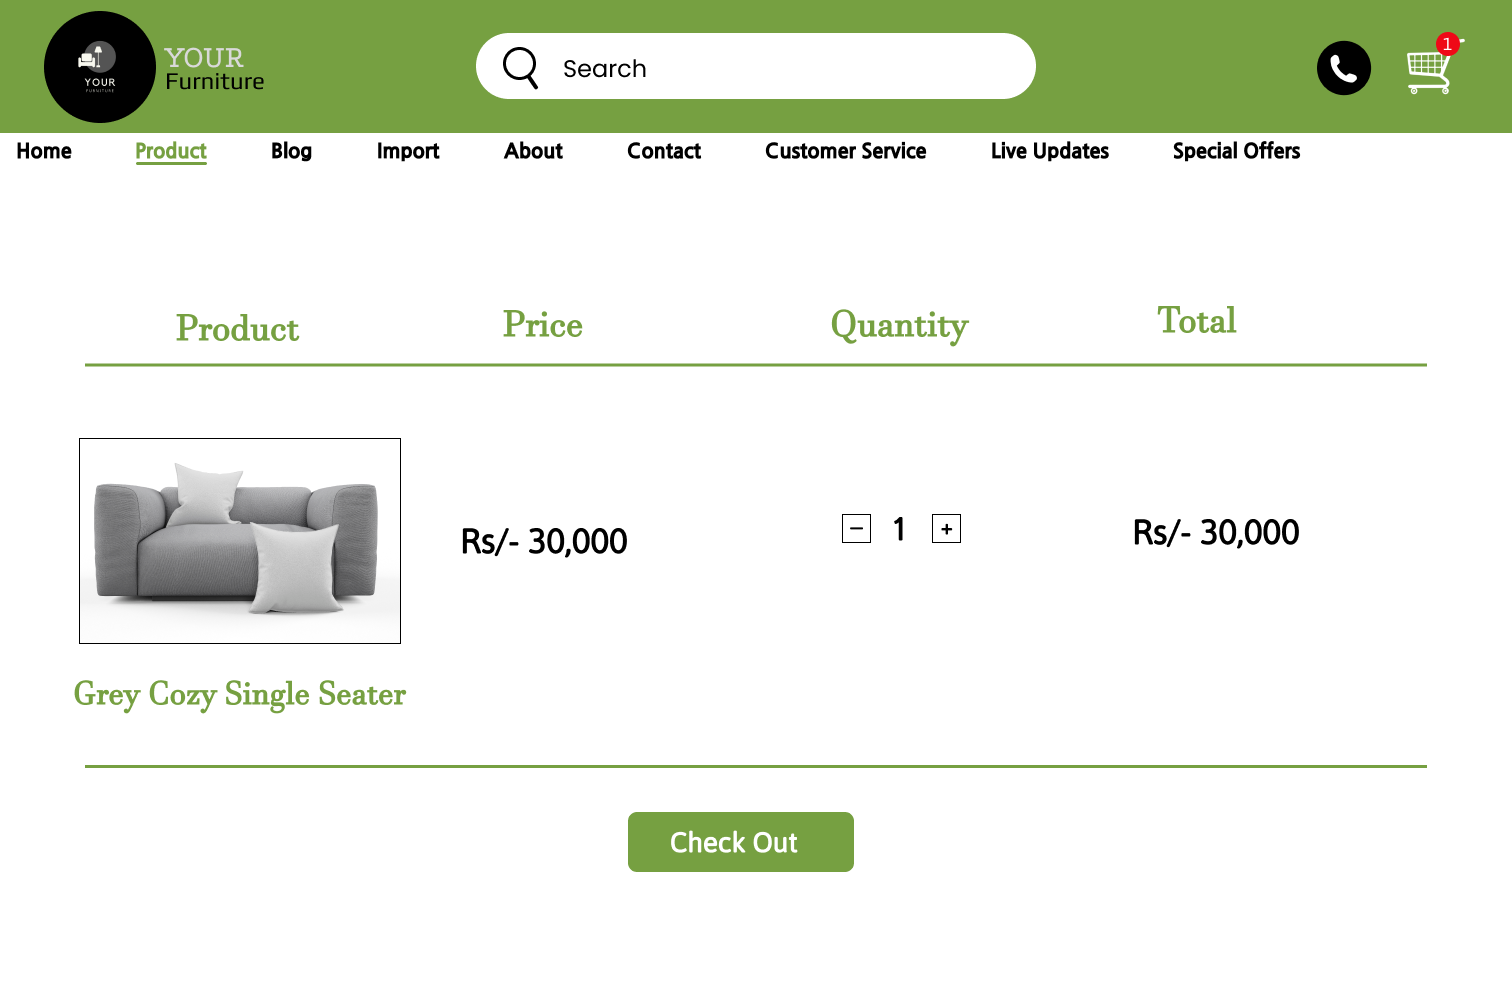 YOUR
FURNITURE
YOUR
Furniture
Search
1
Home
Product
Blog
Import
About
Contact
Customer Service
Live Updates
Special Offers
Product
Price
Quantity
Total
Rs/- 30,000
– 1 +
Rs/- 30,000
Grey Cozy Single Seater
Check Out